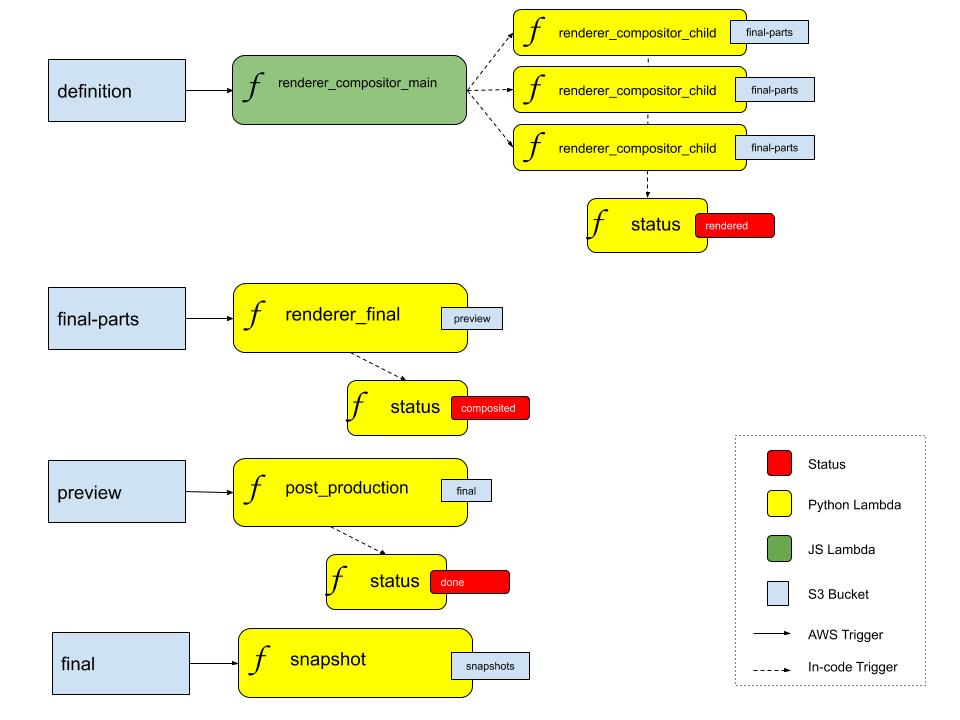 definition
f renderer_compositor_main
f renderer_compositor_child final-parts
f renderer_compositor_child final-parts
f renderer_compositor_child final-parts
f status rendered
final-parts
f renderer_final preview
f status composited
preview
f post_production final
f status done
final
f snapshot snapshots
Status
Python Lambda
JS Lambda
S3 Bucket
AWS Trigger
In-code Trigger